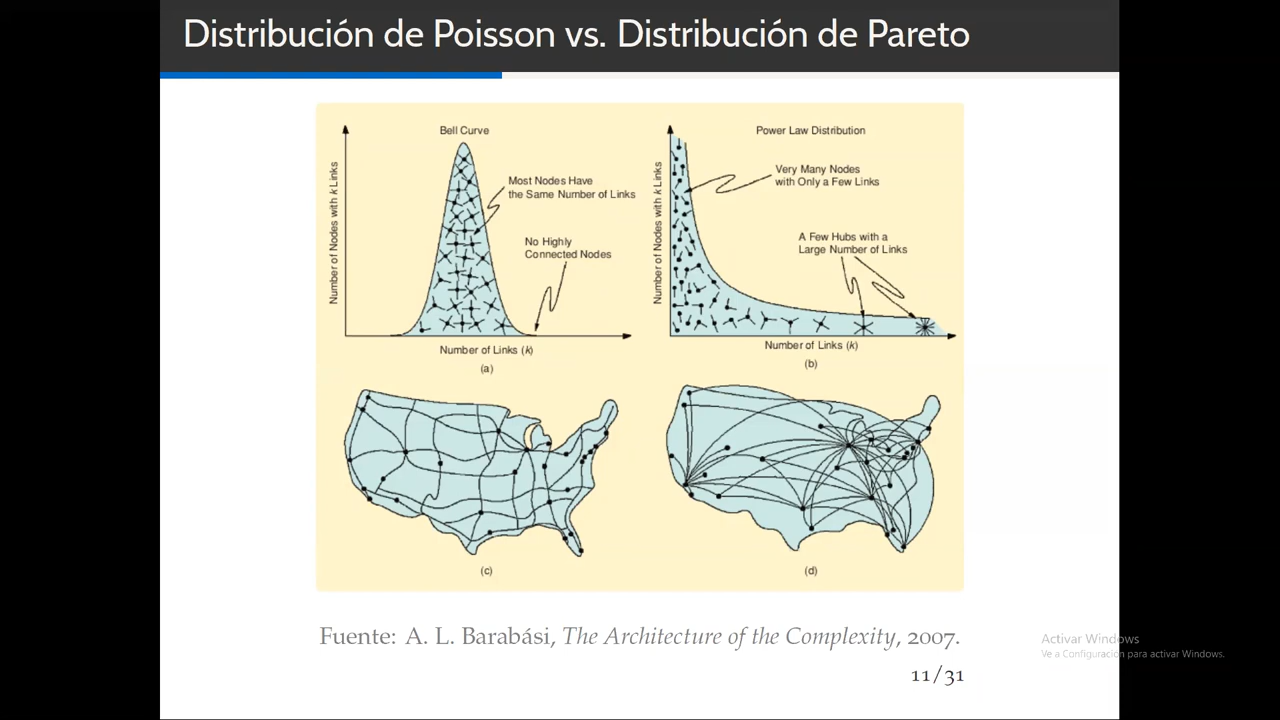 Distribución de Poisson vs. Distribución de Pareto
Bell Curve
Number of Nodes with k Links
Most Nodes Have
the Same Number of Links
No Highly
Connected Nodes
Number of Links (k)
(a)
Power Law Distribution
Number of Nodes with k Links
Very Many Nodes
with Only a Few Links
A Few Hubs with a
Large Number of Links
Number of Links (k)
(b)
(c)
(d)
Fuente: A. L. Barabási, The Architecture of the Complexity, 2007.
Activar Windows
Ve a Configuración para activar Windows.
11/31